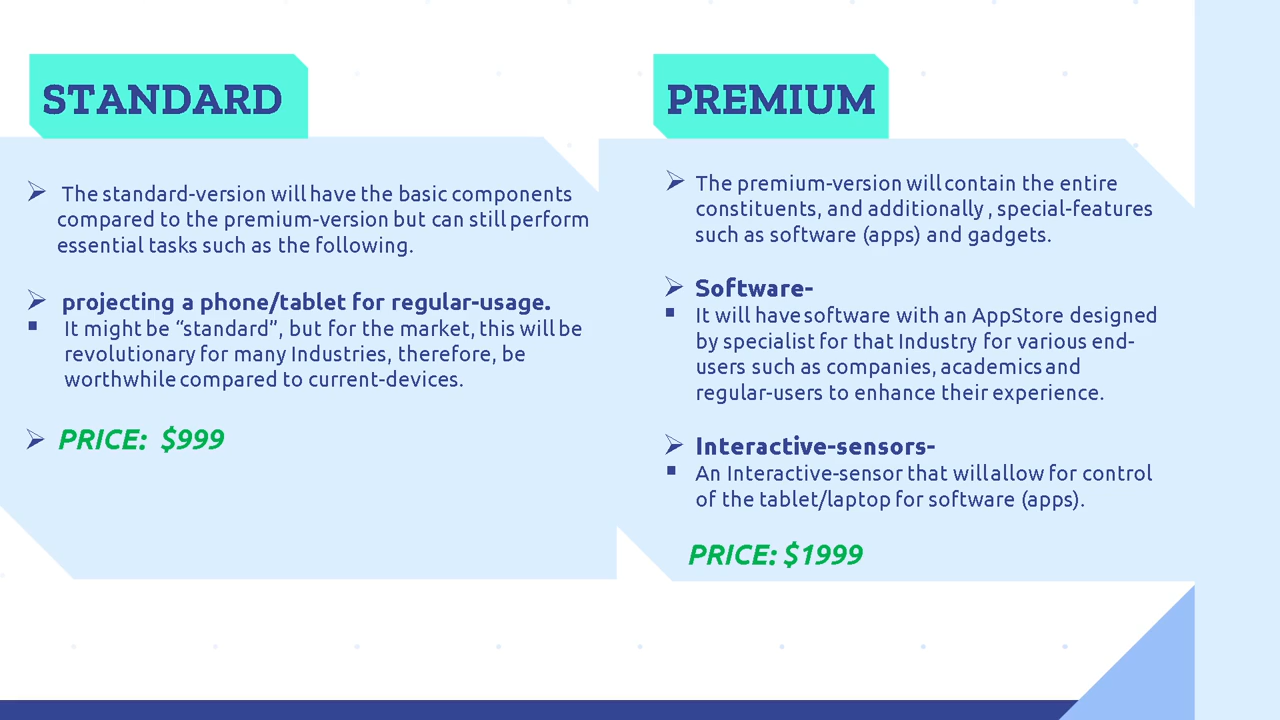 STANDARD
The standard-version will have the basic components
compared to the premium-version but can still perform
essential tasks such as the following.
projecting a phone/tablet for regular-usage.
It might be “standard”, but for the market, this will be
revolutionary for many Industries, therefore, be
worthwhile compared to current-devices.
PRICE: $999
PREMIUM
The premium-version will contain the entire
constituents, and additionally , special-features
such as software (apps) and gadgets.
Software-
It will have software with an AppStore designed
by specialist for that Industry for various end-
users such as companies, academics and
regular-users to enhance their experience.
Interactive-sensors-
An Interactive-sensor that will allow for control
of the tablet/laptop for software (apps).
PRICE: $1999